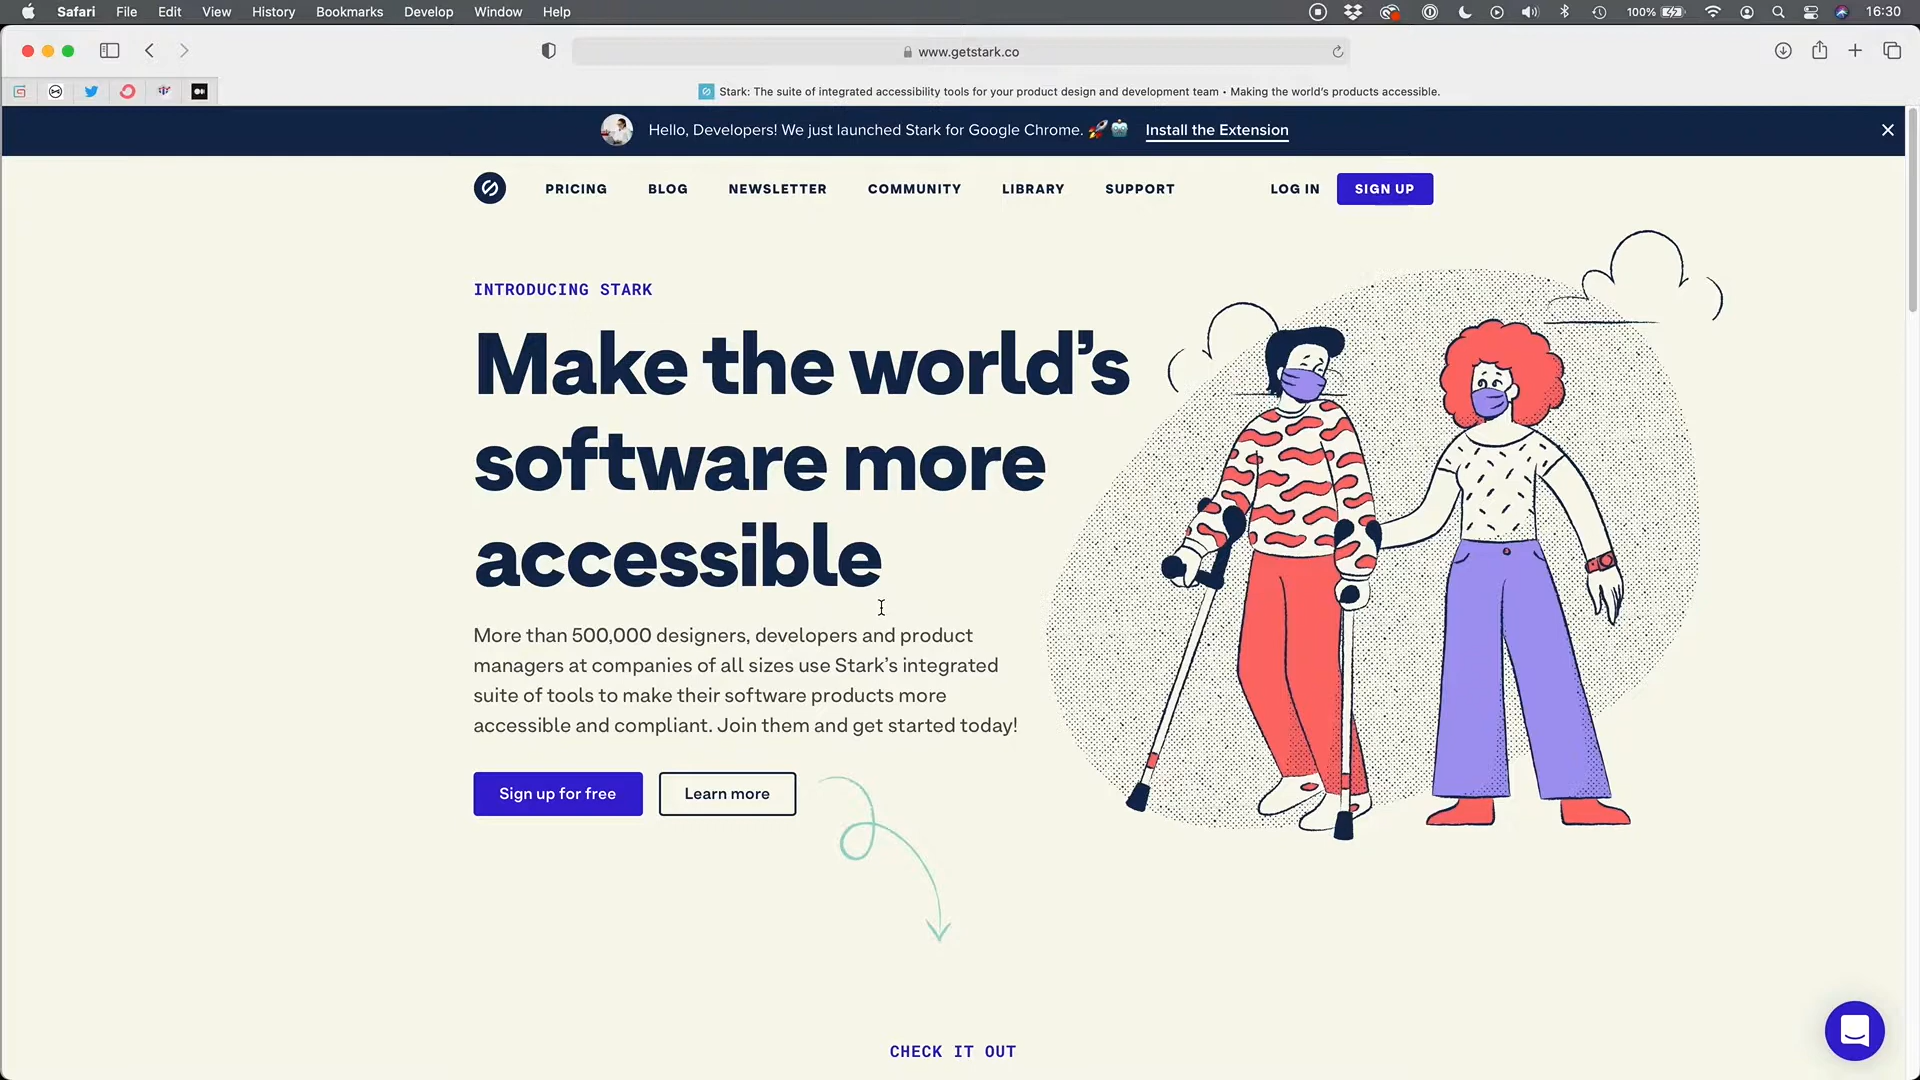 Safari File Edit View History Bookmarks Develop Window Help 100% 16:30
www.getstark.co
Stark: The suite of integrated accessibility tools for your product design and development team • Making the world's products accessible.
Hello, Developers! We just launched Stark for Google Chrome. 🚀🤖 Install the Extension
PRICING BLOG NEWSLETTER COMMUNITY LIBRARY SUPPORT LOG IN SIGN UP
INTRODUCING STARK
Make the world’s
software more
accessible
More than 500,000 designers, developers and product
managers at companies of all sizes use Stark’s integrated
suite of tools to make their software products more
accessible and compliant. Join them and get started today!
Sign up for free Learn more
CHECK IT OUT